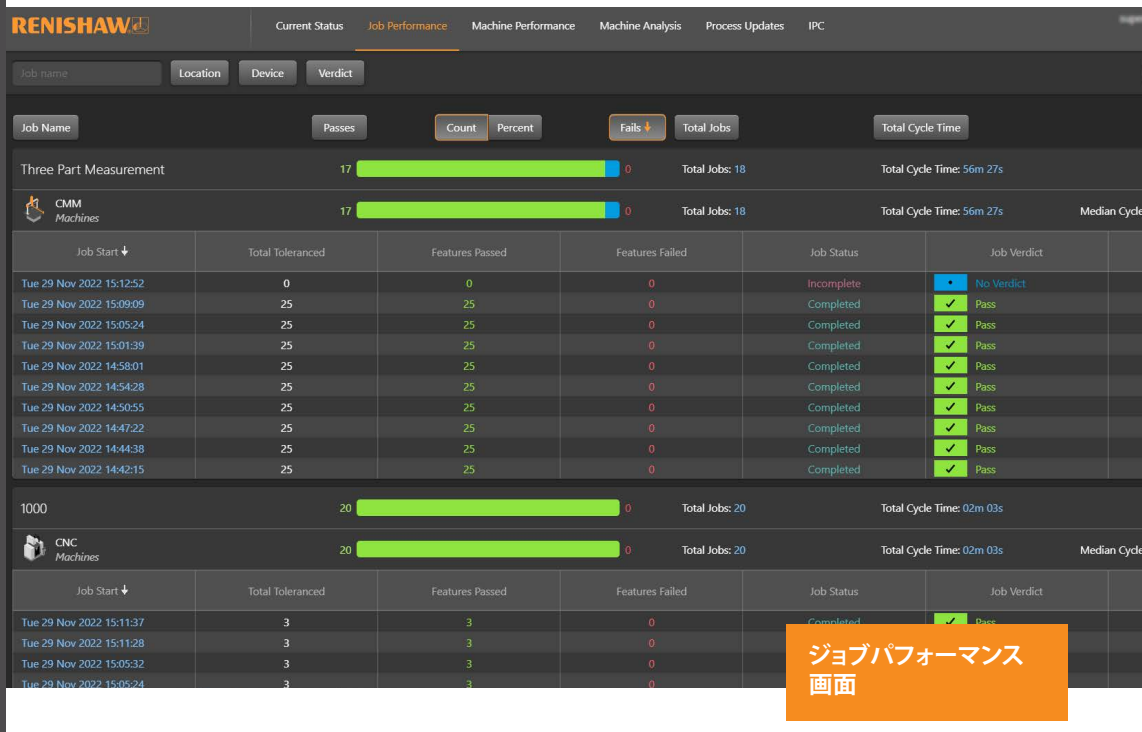 RENISHAW
Current Status Job Performance Machine Performance Machine Analysis Process Updates IPC
Job name Location Device Verdict
Job Name Passes Count Percent Fails Total Jobs Total Cycle Time
Three Part Measurement 17 0 Total Jobs: 18 Total Cycle Time: 56m 27s
CMM
Machines
17 0 Total Jobs: 18 Total Cycle Time: 56m 27s Median Cycle
Job Start Total Toleranced Features Passed Features Failed Job Status Job Verdict
Tue 29 Nov 2022 15:12:52 0 0 0 Incomplete No Verdict
Tue 29 Nov 2022 15:09:09 25 25 0 Completed Pass
Tue 29 Nov 2022 15:05:24 25 25 0 Completed Pass
Tue 29 Nov 2022 15:01:39 25 25 0 Completed Pass
Tue 29 Nov 2022 14:58:01 25 25 0 Completed Pass
Tue 29 Nov 2022 14:54:28 25 25 0 Completed Pass
Tue 29 Nov 2022 14:50:55 25 25 0 Completed Pass
Tue 29 Nov 2022 14:47:22 25 25 0 Completed Pass
Tue 29 Nov 2022 14:44:38 25 25 0 Completed Pass
Tue 29 Nov 2022 14:42:15 25 25 0 Completed Pass
1000 20 0 Total Jobs: 20 Total Cycle Time: 02m 03s
CNC
Machines
20 0 Total Jobs: 20 Total Cycle Time: 02m 03s Median Cycle
Job Start Total Toleranced Features Passed Features Failed Job Status Job Verdict
Tue 29 Nov 2022 15:11:37 3 3 0 Completed Pass
Tue 29 Nov 2022 15:11:28 3 3 0
Tue 29 Nov 2022 15:05:32 3 3 0
Tue 29 Nov 2022 15:05:24 3 3 0
ジョブパフォーマンス
画面